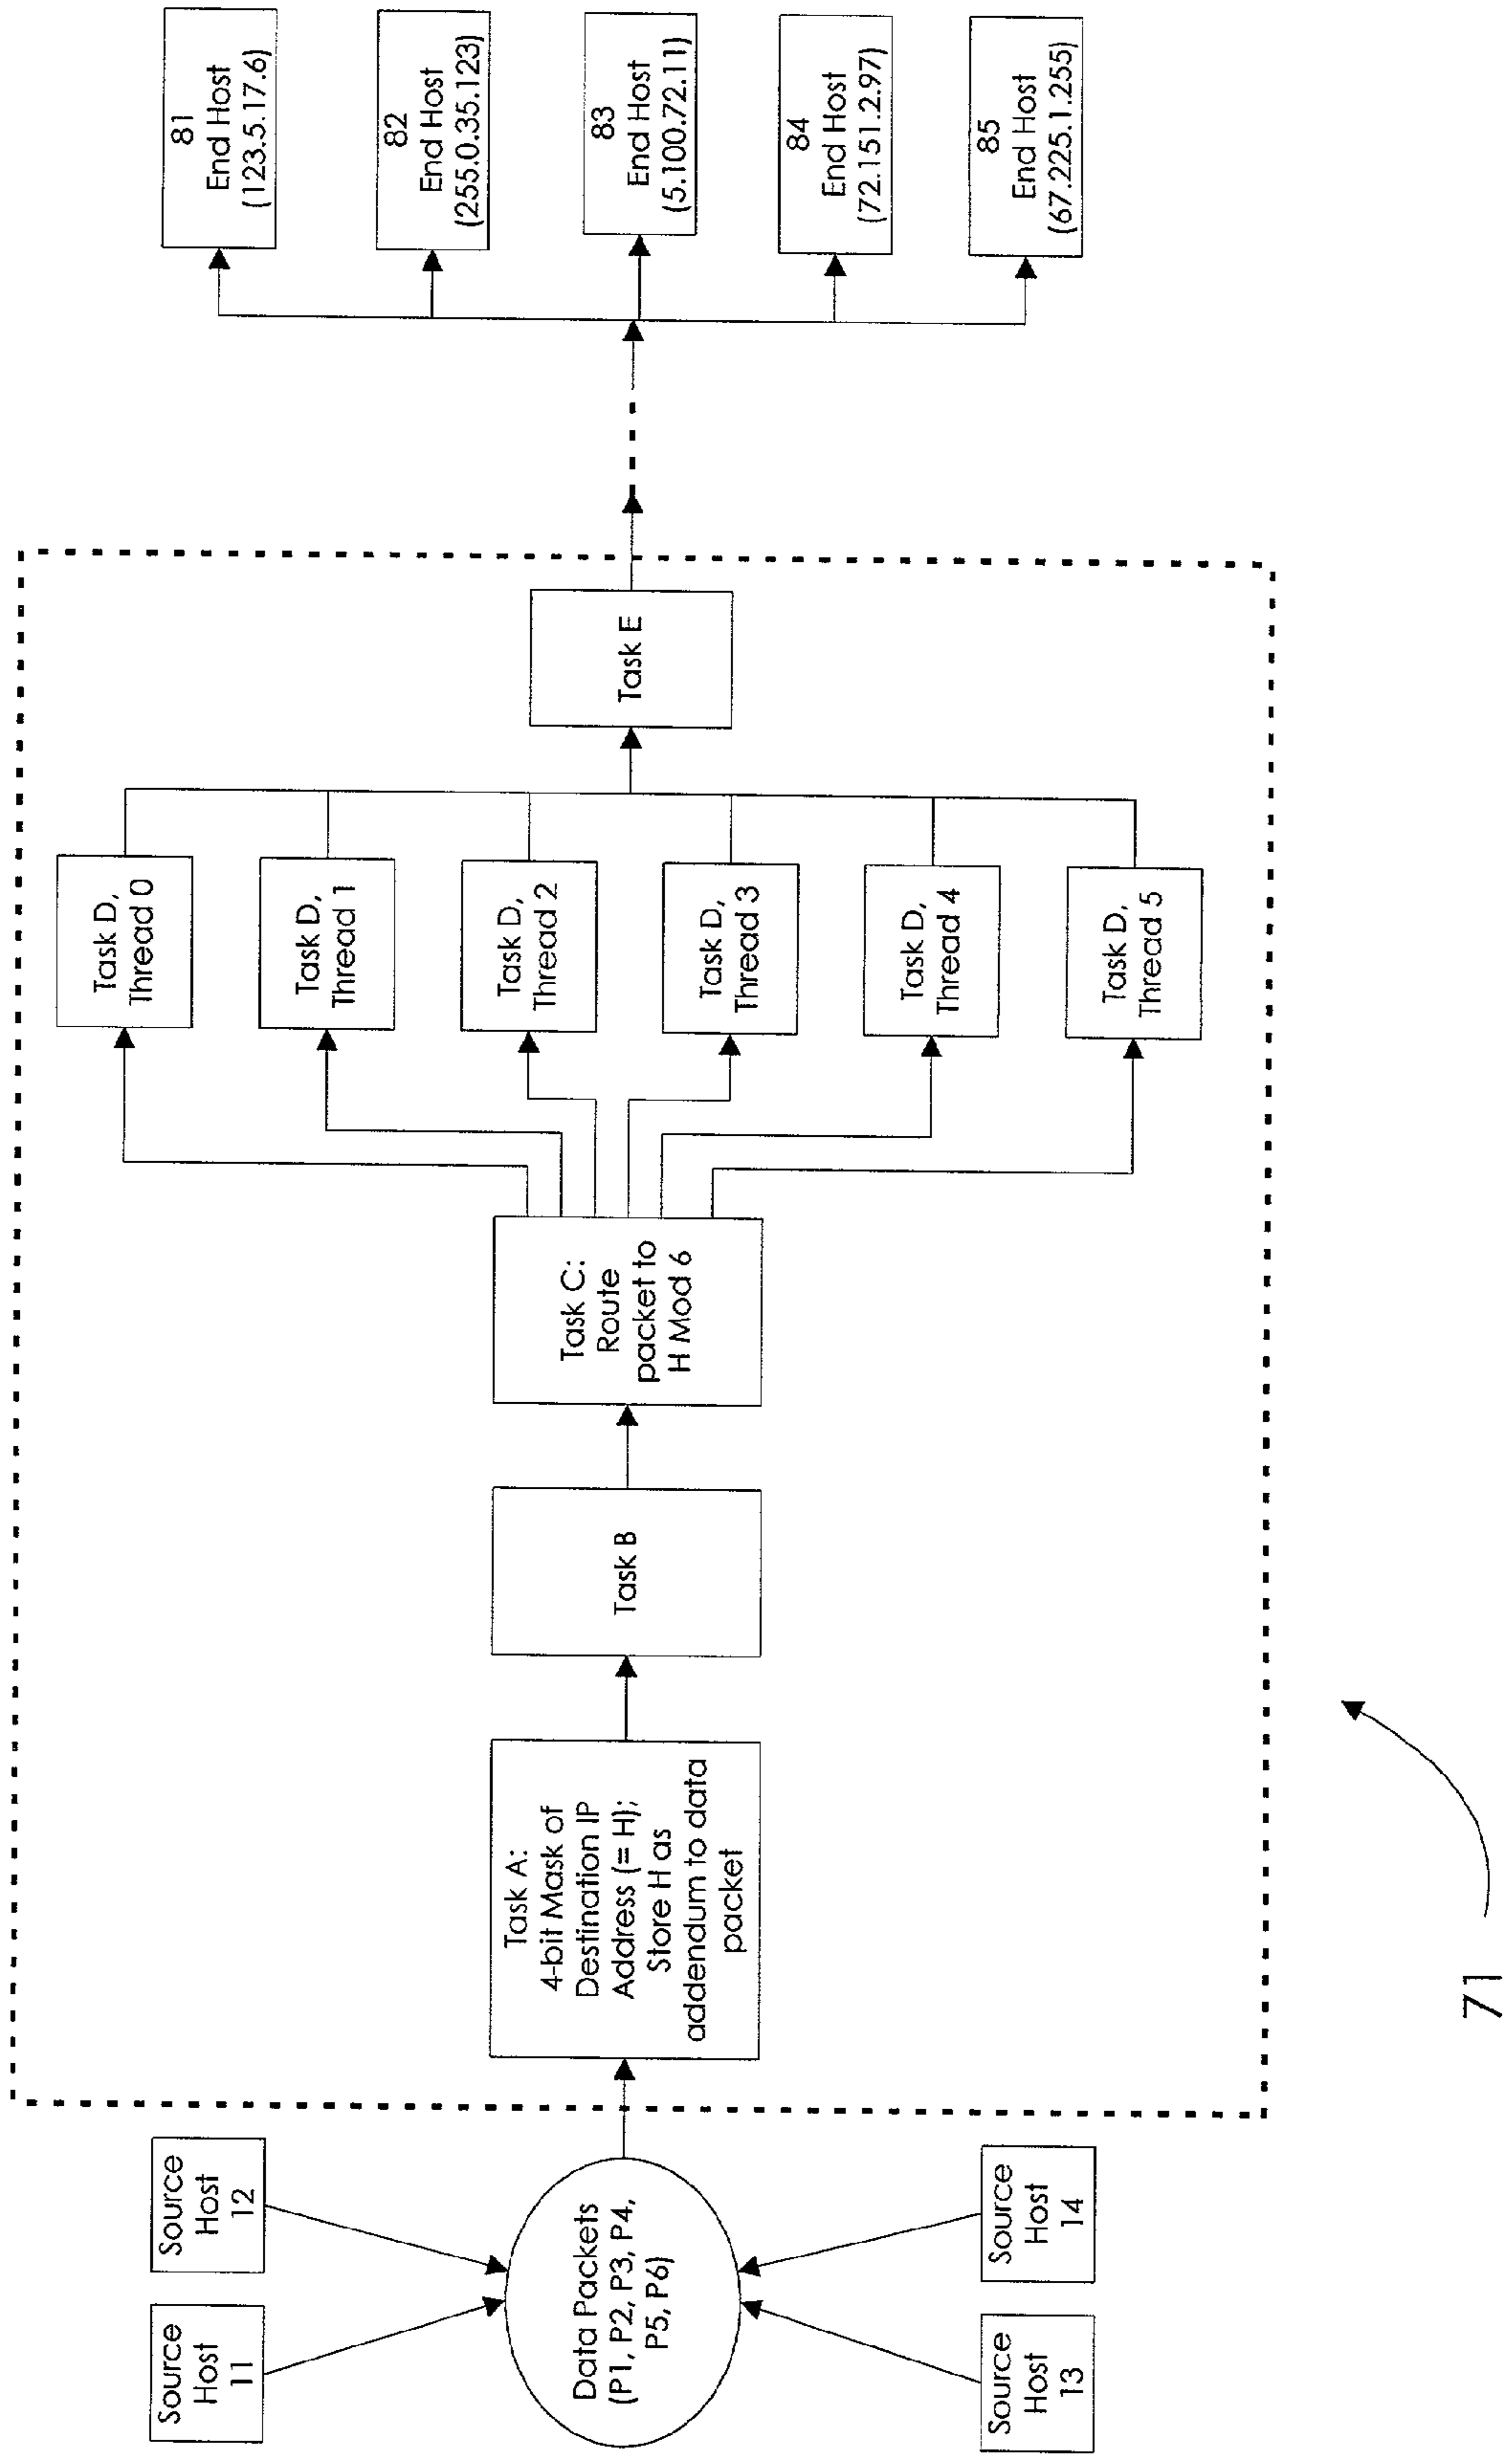 Source
Host
11
Source
Host
12
Source
Host
13
Source
Host
14
Data Packets
(P1, P2, P3, P4,
P5, P6)
Task A:
4-bit Mask of
Destination IP
Address (= H);
Store H as
addendum to data
packet
Task B
Task C:
Route
packet to
H Mod 6
Task D,
Thread 0
Task D,
Thread 1
Task D,
Thread 2
Task D,
Thread 3
Task D,
Thread 4
Task D,
Thread 5
Task E
81
End Host
(123.5.17.6)
82
End Host
(255.0.35.123)
83
End Host
(5.100.72.11)
84
End Host
(72.151.2.97)
85
End Host
(67.225.1.255)
71